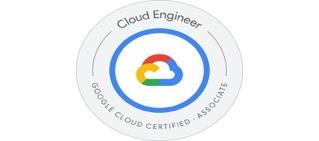 Cloud Engineer
GOOGLE CLOUD CERTIFIED · ASSOCIATE